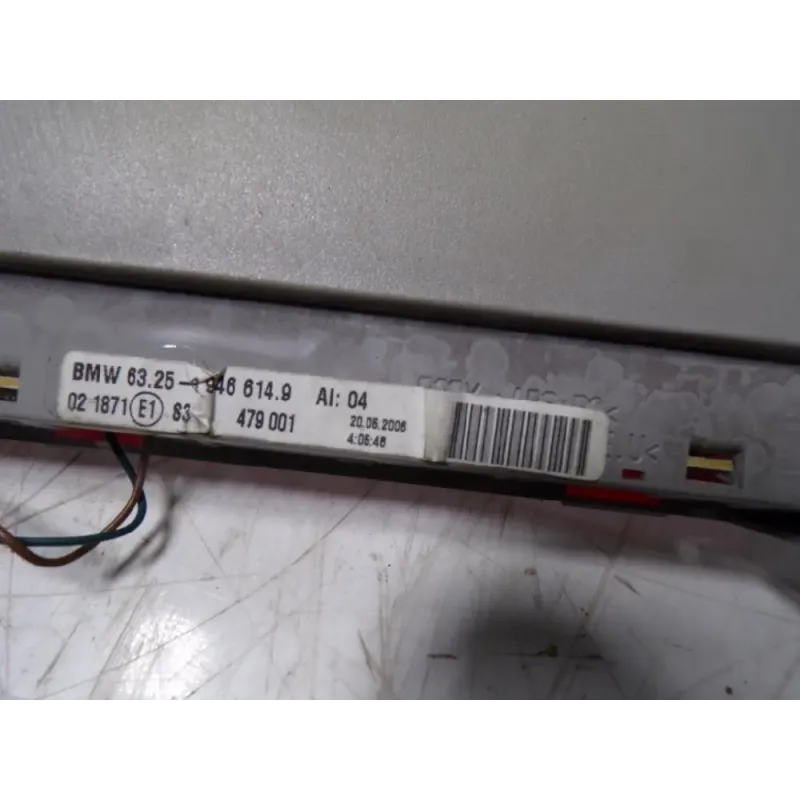 BMW 63.25- 946 614.9 AI: 04
02 1871 E1 S3 479 001 20.06.2006
4:06:46